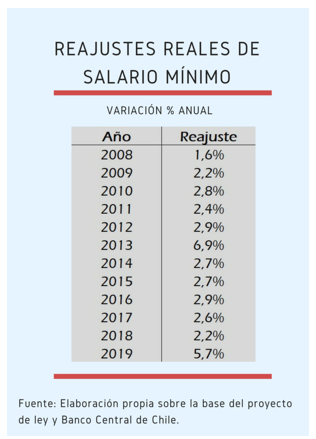 REAJUSTES REALES DE
SALARIO MÍNIMO
VARIACIÓN % ANUAL
Año Reajuste
2008 1,6%
2009 2,2%
2010 2,8%
2011 2,4%
2012 2,9%
2013 6,9%
2014 2,7%
2015 2,7%
2016 2,9%
2017 2,6%
2018 2,2%
2019 5,7%
Fuente: Elaboración propia sobre la base del proyecto
de ley y Banco Central de Chile.